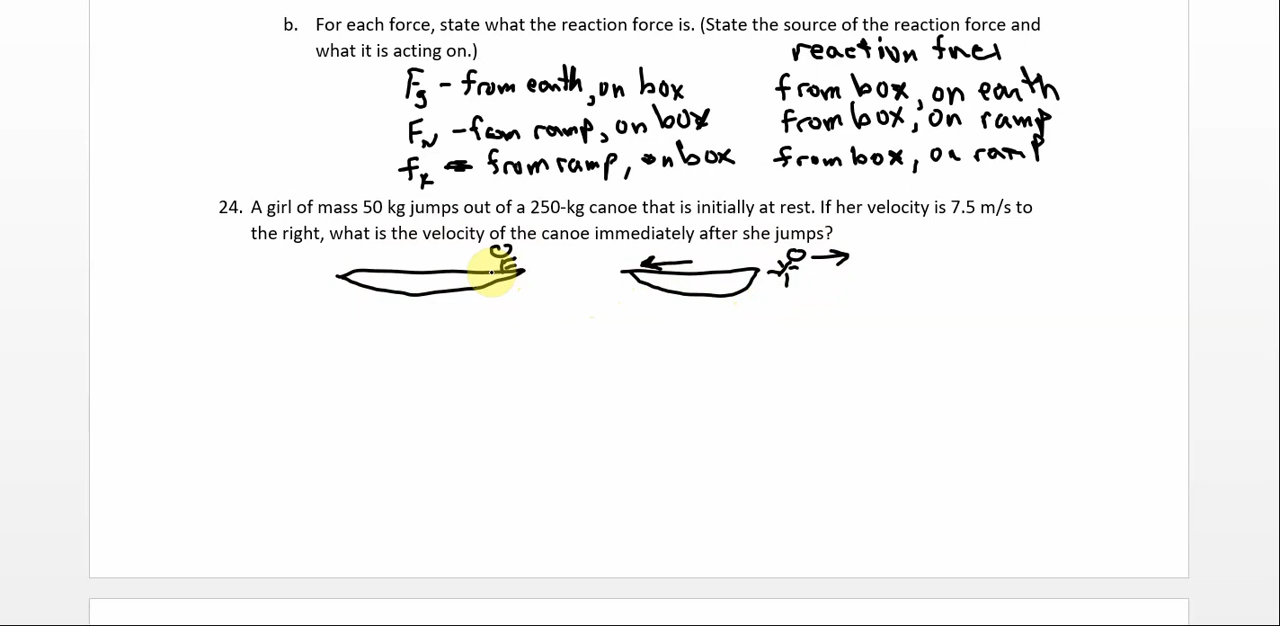 b. For each force, state what the reaction force is. (State the source of the reaction force and
what it is acting on.)
reaction
Fg - from earth, on box from box, on earth
FN - from ramp, on box from box, on ramp
fk - from ramp, on box from box, on ramp
24. A girl of mass 50 kg jumps out of a 250-kg canoe that is initially at rest. If her velocity is 7.5 m/s to
the right, what is the velocity of the canoe immediately after she jumps?